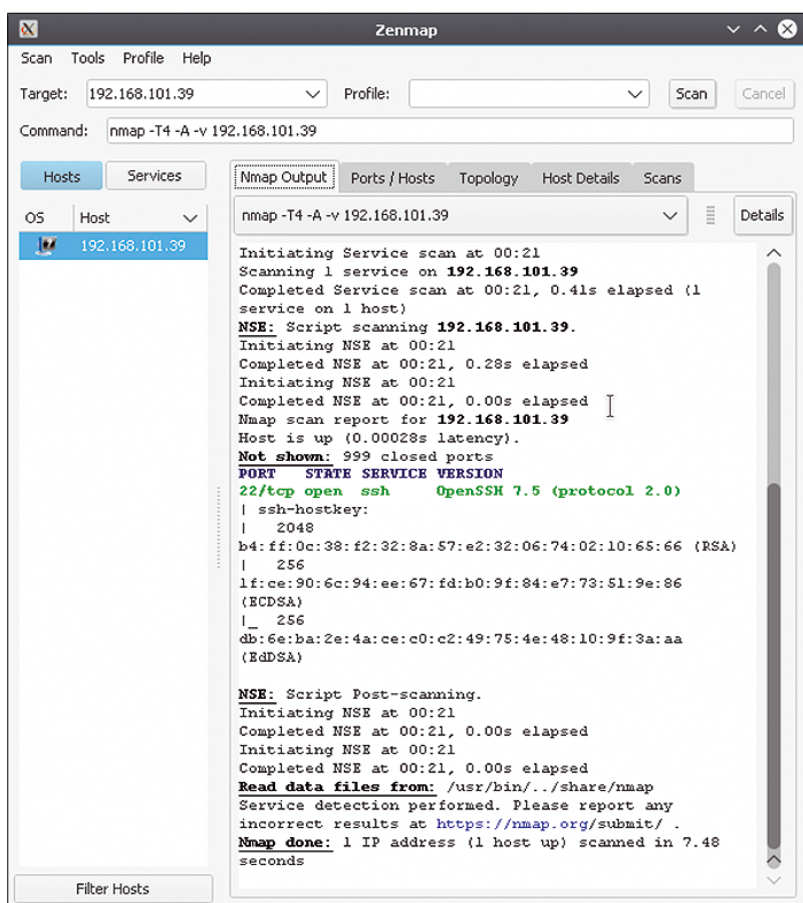 Zenmap
Scan Tools Profile Help
Target: 192.168.101.39 Profile: Scan Cancel
Command: nmap -T4 -A -v 192.168.101.39
Hosts Services
Nmap Output Ports / Hosts Topology Host Details Scans
OS Host
nmap -T4 -A -v 192.168.101.39 Details
192.168.101.39
Initiating Service scan at 00:21
Scanning 1 service on 192.168.101.39
Completed Service scan at 00:21, 0.41s elapsed (1
service on 1 host)
NSE: Script scanning 192.168.101.39.
Initiating NSE at 00:21
Completed NSE at 00:21, 0.28s elapsed
Initiating NSE at 00:21
Completed NSE at 00:21, 0.00s elapsed
Nmap scan report for 192.168.101.39
Host is up (0.00028s latency).
Not shown: 999 closed ports
PORT STATE SERVICE VERSION
22/tcp open ssh OpenSSH 7.5 (protocol 2.0)
| ssh-hostkey:
| 2048
b4:ff:0c:38:f2:32:8a:57:e2:32:06:74:02:10:65:66 (RSA)
| 256
1f:ce:90:6c:94:ee:67:fd:b0:9f:84:e7:73:51:9e:86
(ECDSA)
|_ 256
db:6e:ba:2e:4a:ce:c0:c2:49:75:4e:48:10:9f:3a:aa
(EdDSA)
NSE: Script Post-scanning.
Initiating NSE at 00:21
Completed NSE at 00:21, 0.00s elapsed
Initiating NSE at 00:21
Completed NSE at 00:21, 0.00s elapsed
Read data files from: /usr/bin/../share/nmap
Service detection performed. Please report any
incorrect results at https://nmap.org/submit/ .
Nmap done: 1 IP address (1 host up) scanned in 7.48
seconds
Filter Hosts